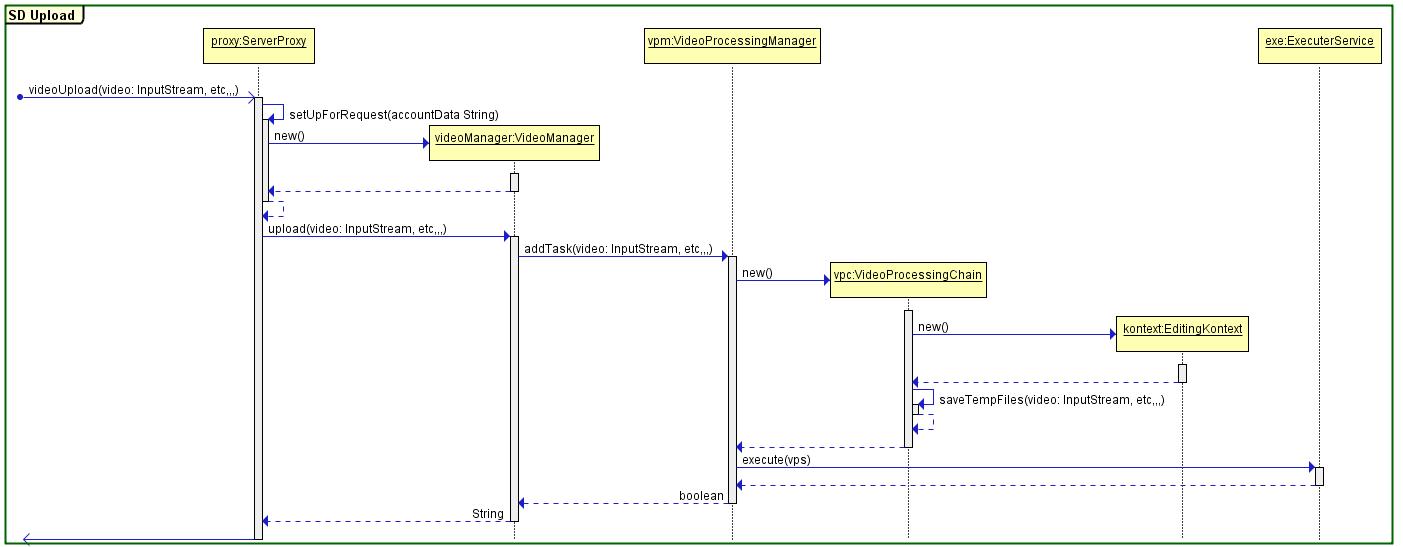 SD Upload
proxy:ServerProxy
vpm:VideoProcessingManager
exe:ExecuterService
videoUpload(video: InputStream, etc,,,)
setUpForRequest(accountData String)
new()
videoManager:VideoManager
upload(video: InputStream, etc,,,)
addTask(video: InputStream, etc,,,)
new()
vpc:VideoProcessingChain
new()
kontext:EditingKontext
saveTempFiles(video: InputStream, etc,,,)
execute(vps)
boolean
String